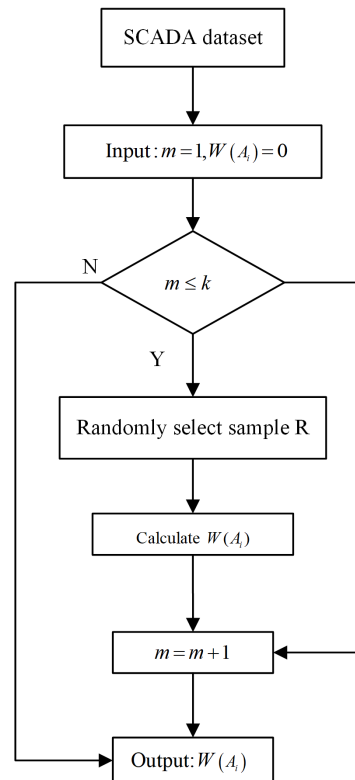 SCADA dataset
Input: m = 1, W(A_i) = 0
N
m ≤ k
Y
Randomly select sample R
Calculate W(A_i)
m = m + 1
Output: W(A_i)